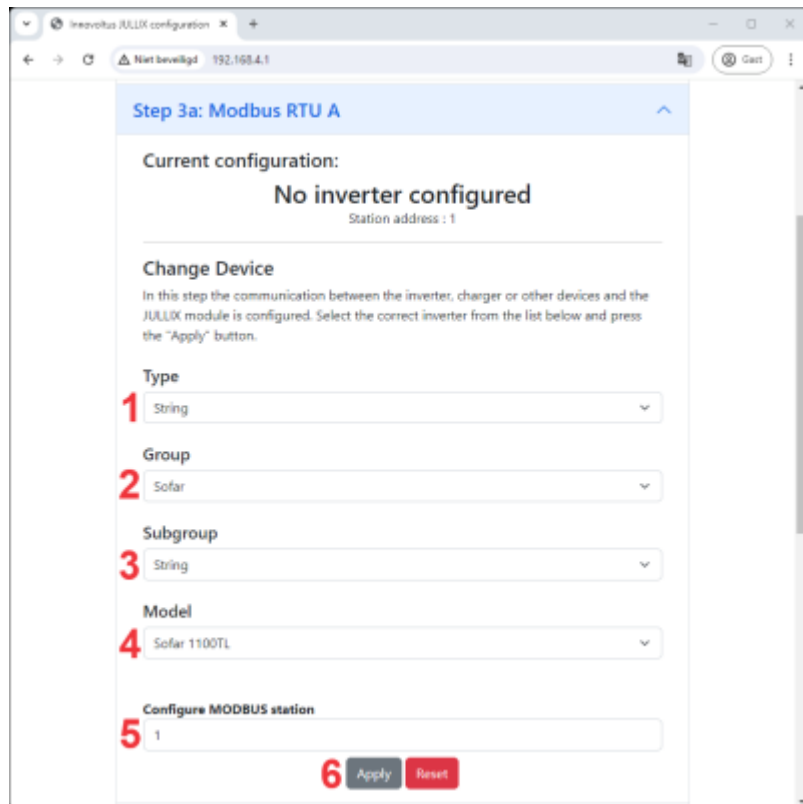 Innovoltus JULLIX configuration
Niet beveiligd 192.168.4.1
Gast
Step 3a: Modbus RTU A
Current configuration:
No inverter configured
Station address : 1
Change Device
In this step the communication between the inverter, charger or other devices and the
JULLIX module is configured. Select the correct inverter from the list below and press
the "Apply" button.
Type
1 String
Group
2 Sofar
Subgroup
3 String
Model
4 Sofar 1100TL
Configure MODBUS station
5 1
6 Apply Reset